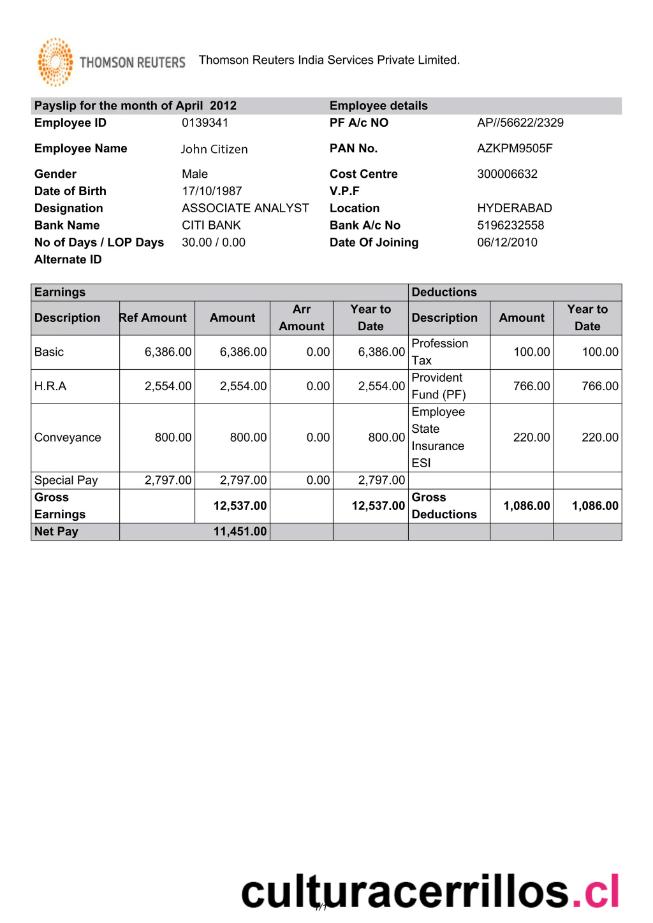 THOMSON REUTERS Thomson Reuters India Services Private Limited.
Payslip for the month of April 2012 Employee details
Employee ID 0139341 PF A/c NO AP//56622/2329
Employee Name John Citizen PAN No. AZKPM9505F
Gender Male Cost Centre 300006632
Date of Birth 17/10/1987 V.P.F
Designation ASSOCIATE ANALYST Location HYDERABAD
Bank Name CITI BANK Bank A/c No 5196232558
No of Days / LOP Days 30.00 / 0.00 Date Of Joining 06/12/2010
Alternate ID
Earnings Deductions
Description Ref Amount Amount Arr Amount Year to Date Description Amount Year to Date
Basic 6,386.00 6,386.00 0.00 6,386.00 Profession Tax 100.00 100.00
H.R.A 2,554.00 2,554.00 0.00 2,554.00 Provident Fund (PF) 766.00 766.00
Conveyance 800.00 800.00 0.00 800.00 Employee State Insurance ESI 220.00 220.00
Special Pay 2,797.00 2,797.00 0.00 2,797.00
Gross Earnings 12,537.00 12,537.00 Gross Deductions 1,086.00 1,086.00
Net Pay 11,451.00
culturacerrillos.cl